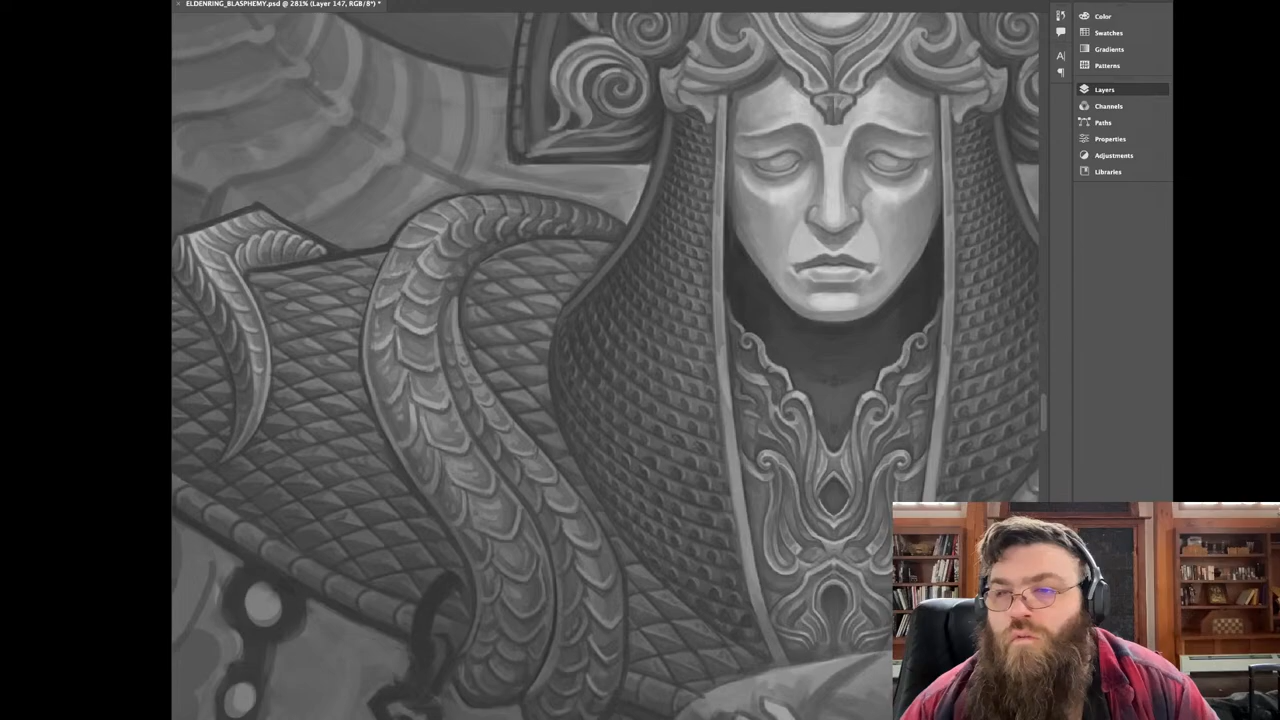 ELDENRING_BLASPHEMY.psd @ 281% (Layer 147, RGB/8*) *
Color
Swatches
Gradients
Patterns
Layers
Channels
Paths
Properties
Adjustments
Libraries